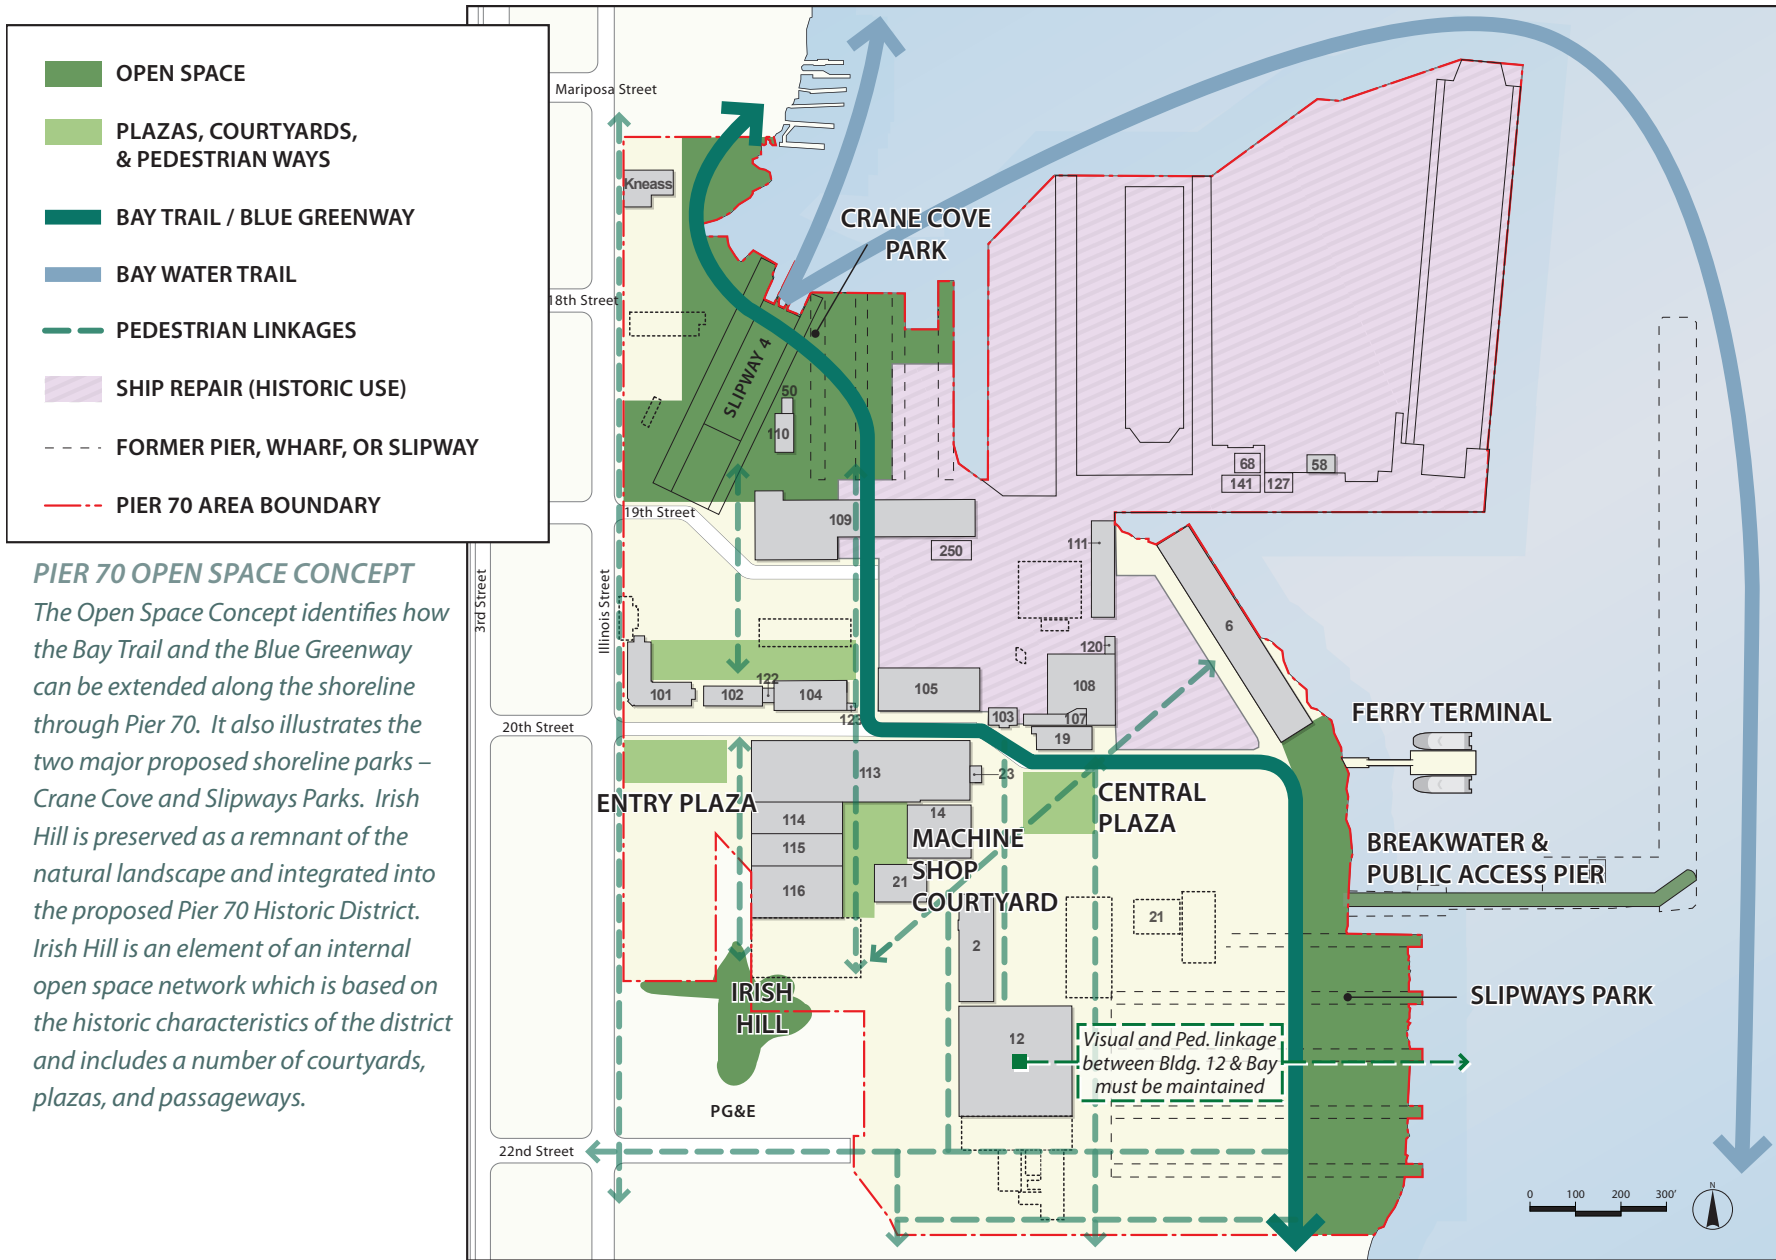 OPEN SPACE
PLAZAS, COURTYARDS,
& PEDESTRIAN WAYS
BAY TRAIL / BLUE GREENWAY
BAY WATER TRAIL
PEDESTRIAN LINKAGES
SHIP REPAIR (HISTORIC USE)
FORMER PIER, WHARF, OR SLIPWAY
PIER 70 AREA BOUNDARY
PIER 70 OPEN SPACE CONCEPT
The Open Space Concept identifies how
the Bay Trail and the Blue Greenway
can be extended along the shoreline
through Pier 70. It also illustrates the
two major proposed shoreline parks –
Crane Cove and Slipways Parks. Irish
Hill is preserved as a remnant of the
natural landscape and integrated into
the proposed Pier 70 Historic District.
Irish Hill is an element of an internal
open space network which is based on
the historic characteristics of the district
and includes a number of courtyards,
plazas, and passageways.
Mariposa Street
Kneass
CRANE COVE
PARK
18th Street
SLIPWAY 4
50
110
68
58
141
127
19th Street
109
250
111
3rd Street
Illinois Street
6
120
122
101
102
104
105
108
123
103
107
19
20th Street
FERRY TERMINAL
113
23
ENTRY PLAZA
CENTRAL
PLAZA
114
14
MACHINE
SHOP
COURTYARD
115
116
21
BREAKWATER &
PUBLIC ACCESS PIER
21
2
IRISH
HILL
SLIPWAYS PARK
12
Visual and Ped. linkage
between Bldg. 12 & Bay
must be maintained
PG&E
22nd Street
0 100 200 300'
N